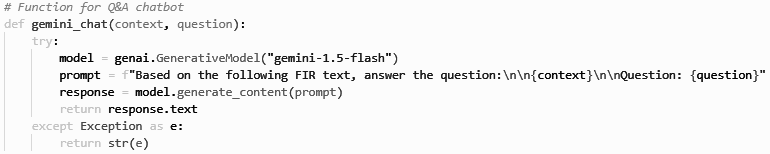 # Function for Q&A chatbot
def gemini_chat(context, question):
    try:
        model = genai.GenerativeModel("gemini-1.5-flash")
        prompt = f"Based on the following FIR text, answer the question:\n\n{context}\n\nQuestion: {question}"
        response = model.generate_content(prompt)
        return response.text
    except Exception as e:
        return str(e)